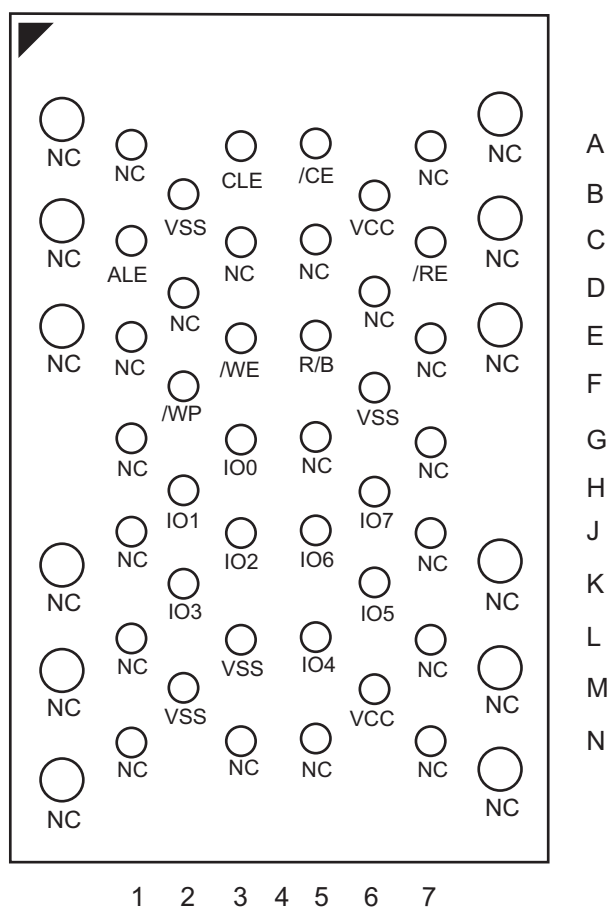 NC NC CLE /CE NC NC A
VSS VCC B
NC ALE NC NC /RE NC C
NC NC D
NC NC /WE R/B NC NC E
/WP VSS F
NC IO0 NC NC G
IO1 IO7 H
NC IO2 IO6 NC J
NC IO3 IO5 NC K
NC VSS IO4 NC L
NC VSS VCC NC M
NC NC NC NC N
NC NC
1 2 3 4 5 6 7